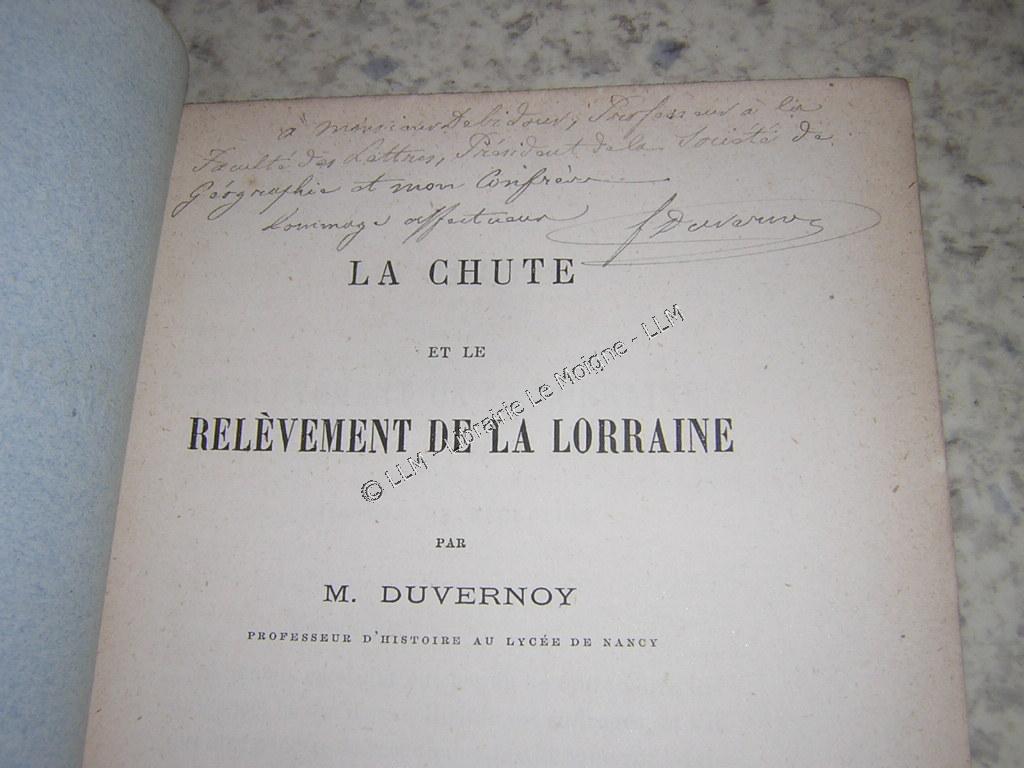 à Monsieur Debidour, Professeur à la
Faculté des Lettres, Président de la Société de
Géographie et mon Confrère
hommage affectueux
f Duvernoy
LA CHUTE
ET LE
RELÈVEMENT DE LA LORRAINE
© LLM - Librairie Le Moigne - LLM
PAR
M. DUVERNOY
PROFESSEUR D'HISTOIRE AU LYCÉE DE NANCY